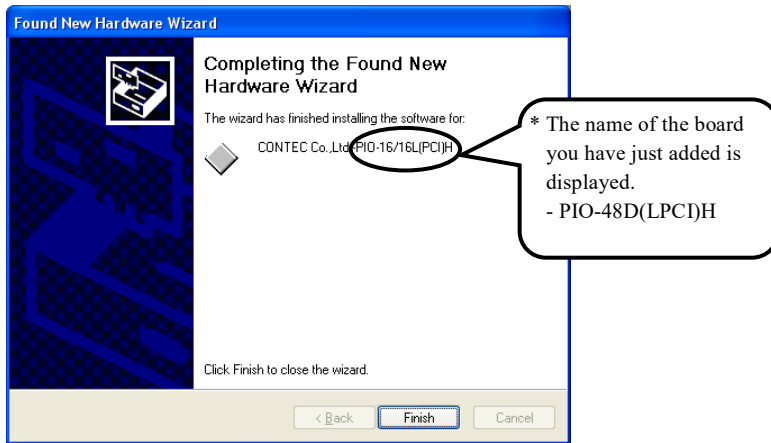 Found New Hardware Wizard
Completing the Found New
Hardware Wizard
The wizard has finished installing the software for:
CONTEC Co.,Ltd PIO-16/16L(PCI)H
* The name of the board
you have just added is
displayed.
- PIO-48D(LPCI)H
Click Finish to close the wizard.
< Back
Finish
Cancel